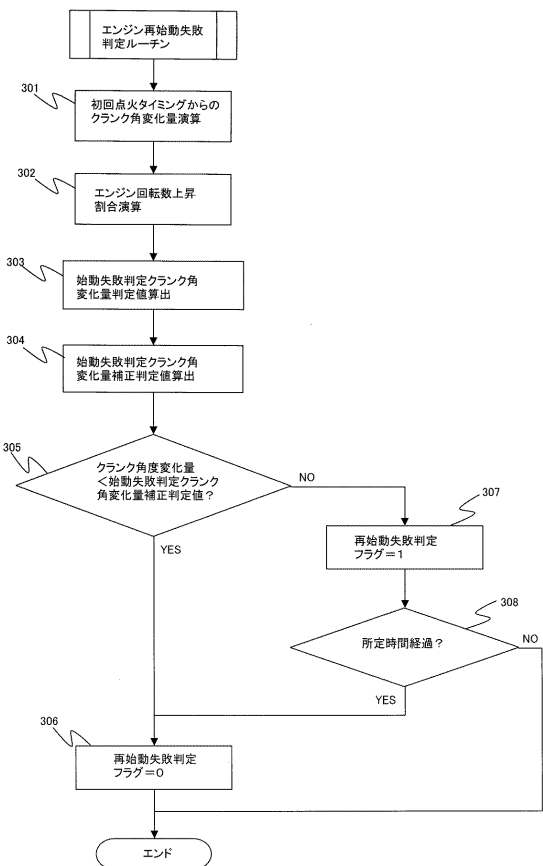 エンジン再始動失敗
判定ルーチン
301
初回点火タイミングからの
クランク角変化量演算
302
エンジン回転数上昇
割合演算
303
始動失敗判定クランク角
変化量判定値算出
304
始動失敗判定クランク角
変化量補正判定値算出
305
クランク角度変化量
<始動失敗判定クランク
角変化量補正判定値?
NO
YES
307
再始動失敗判定
フラグ=1
308
所定時間経過?
NO
YES
306
再始動失敗判定
フラグ=0
エンド